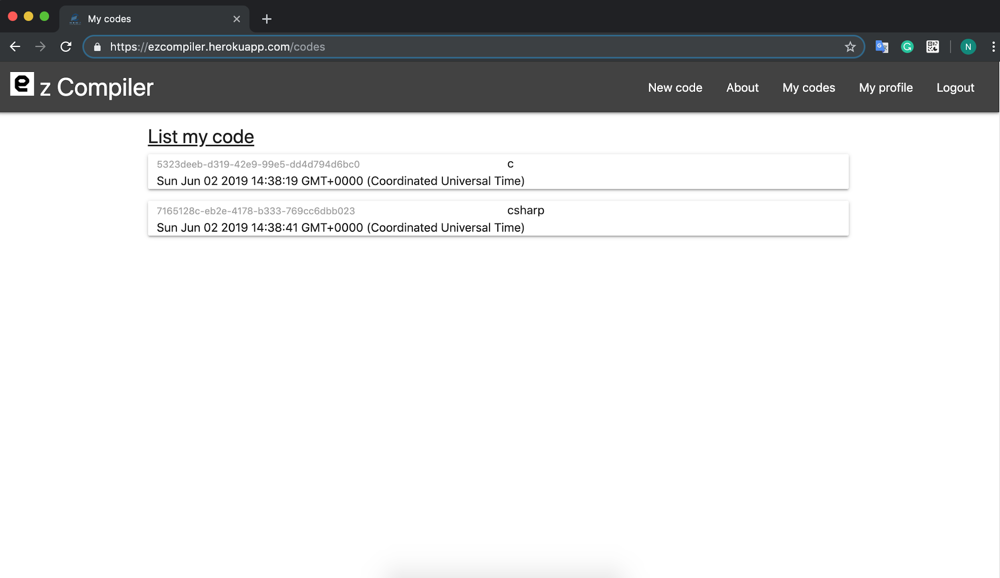 My codes
https://ezcompiler.herokuapp.com/codes
N
ez Compiler
New code About My codes My profile Logout
List my code
5323deeb-d319-42e9-99e5-dd4d794d6bc0 c
Sun Jun 02 2019 14:38:19 GMT+0000 (Coordinated Universal Time)
7165128c-eb2e-4178-b333-769cc6dbb023 csharp
Sun Jun 02 2019 14:38:41 GMT+0000 (Coordinated Universal Time)